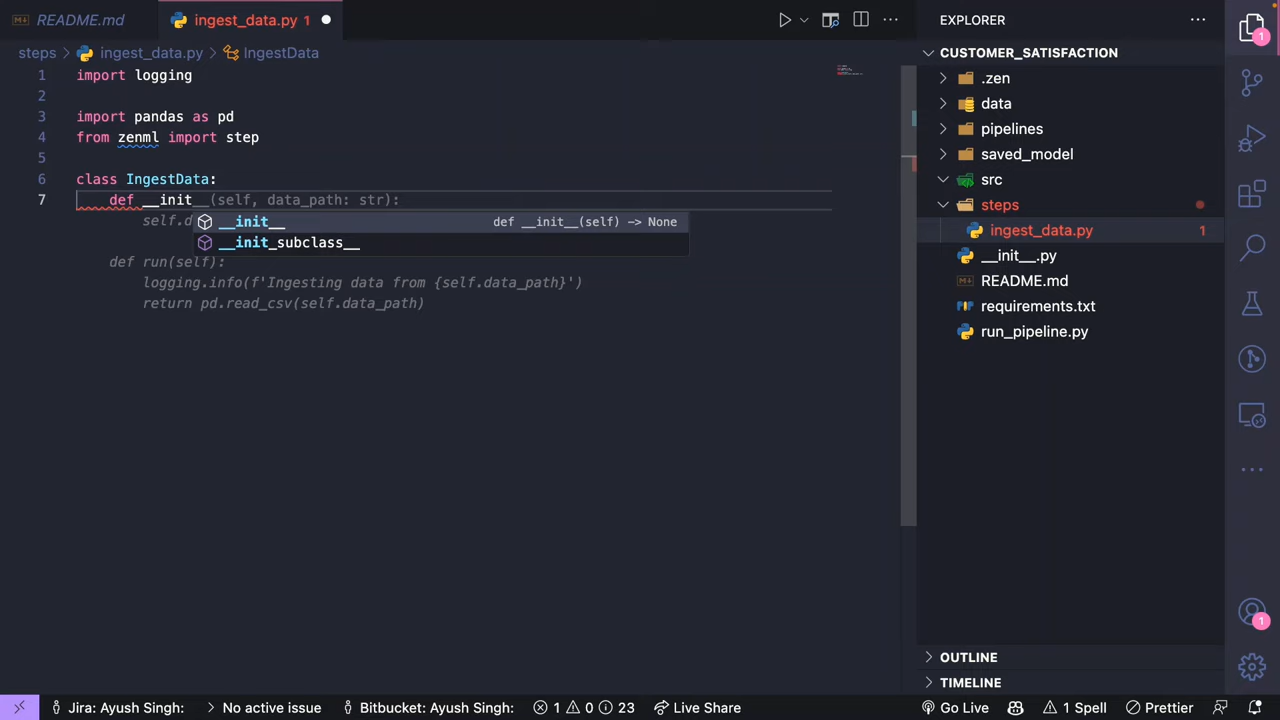 README.md
ingest_data.py 1
steps > ingest_data.py > IngestData
1 import logging
2
3 import pandas as pd
4 from zenml import step
5
6 class IngestData:
7 def __init__(self, data_path: str):
self.d
__init__ def __init__(self) -> None
__init_subclass__
def run(self):
logging.info(f'Ingesting data from {self.data_path}')
return pd.read_csv(self.data_path)
EXPLORER
CUSTOMER_SATISFACTION
.zen
data
pipelines
saved_model
src
steps
ingest_data.py 1
__init__.py
README.md
requirements.txt
run_pipeline.py
OUTLINE
TIMELINE
1
1
Jira: Ayush Singh: > No active issue Bitbucket: Ayush Singh: 1 0 23 Live Share Go Live 1 Spell Prettier